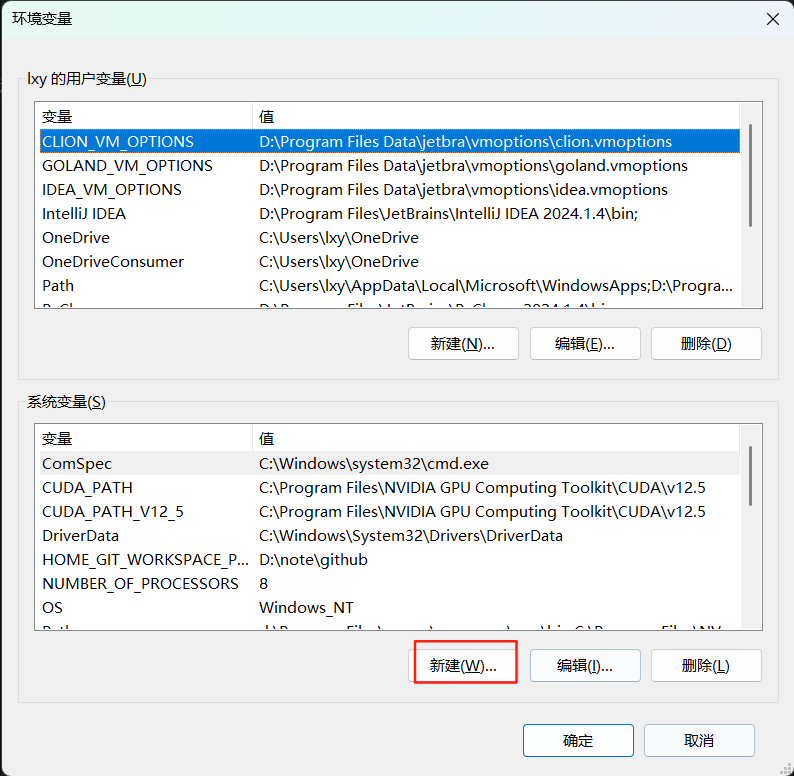 环境变量
lxy 的用户变量(U)
变量 值
CLION_VM_OPTIONS D:\Program Files Data\jetbra\vmoptions\clion.vmoptions
GOLAND_VM_OPTIONS D:\Program Files Data\jetbra\vmoptions\goland.vmoptions
IDEA_VM_OPTIONS D:\Program Files Data\jetbra\vmoptions\idea.vmoptions
IntelliJ IDEA D:\Program Files\JetBrains\IntelliJ IDEA 2024.1.4\bin;
OneDrive C:\Users\lxy\OneDrive
OneDriveConsumer C:\Users\lxy\OneDrive
Path C:\Users\lxy\AppData\Local\Microsoft\WindowsApps;D:\Progra...
新建(N)... 编辑(E)... 删除(D)
系统变量(S)
变量 值
ComSpec C:\Windows\system32\cmd.exe
CUDA_PATH C:\Program Files\NVIDIA GPU Computing Toolkit\CUDA\v12.5
CUDA_PATH_V12_5 C:\Program Files\NVIDIA GPU Computing Toolkit\CUDA\v12.5
DriverData C:\Windows\System32\Drivers\DriverData
HOME_GIT_WORKSPACE_P... D:\note\github
NUMBER_OF_PROCESSORS 8
OS Windows_NT
新建(W)... 编辑(I)... 删除(L)
确定 取消